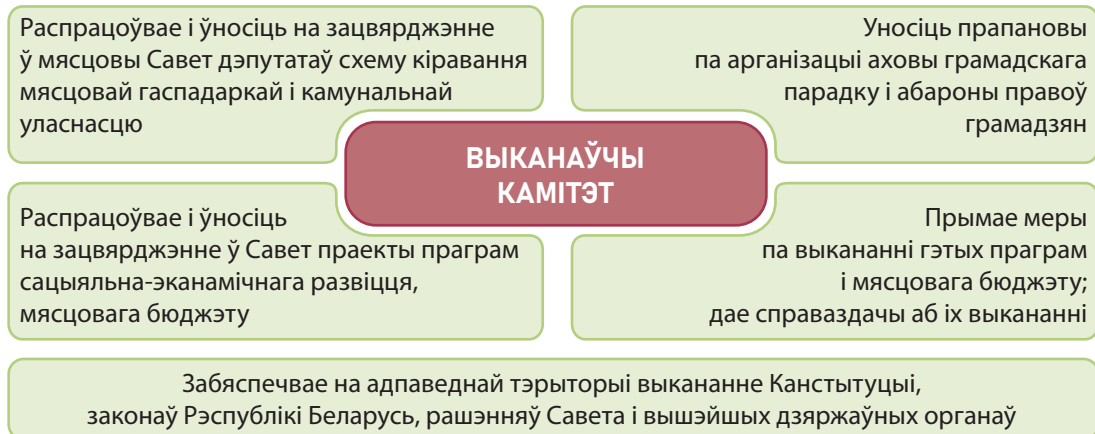 Распрацоўвае і ўносіць на зацвярджэнне
ў мясцовы Савет дэпутатаў схему кіравання
мясцовай гаспадаркай і камунальнай
уласнасцю
Уносіць прапановы
па арганізацыі аховы грамадскага
парадку і абароны правоў
грамадзян
ВЫКАНАЎЧЫ
КАМІТЭТ
Распрацоўвае і ўносіць
на зацвярджэнне ў Савет праекты праграм
сацыяльна-эканамічнага развіцця,
мясцовага бюджэту
Прымае меры
па выкананні гэтых праграм
і мясцовага бюджэту;
дае справаздачы аб іх выкананні
Забяспечвае на адпаведнай тэрыторыі выкананне Канстытуцыі,
законаў Рэспублікі Беларусь, рашэнняў Савета і вышэйшых дзяржаўных органаў